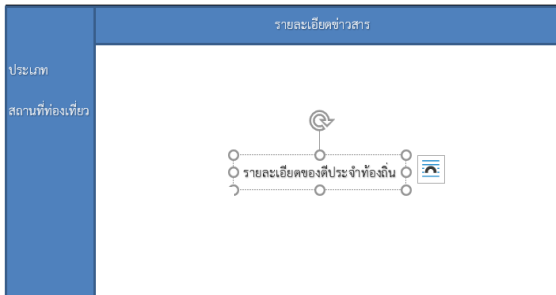 รายละเอียดข่าวสาร
ประเภท
สถานที่ท่องเที่ยว
รายละเอียดของดีประจำท้องถิ่น